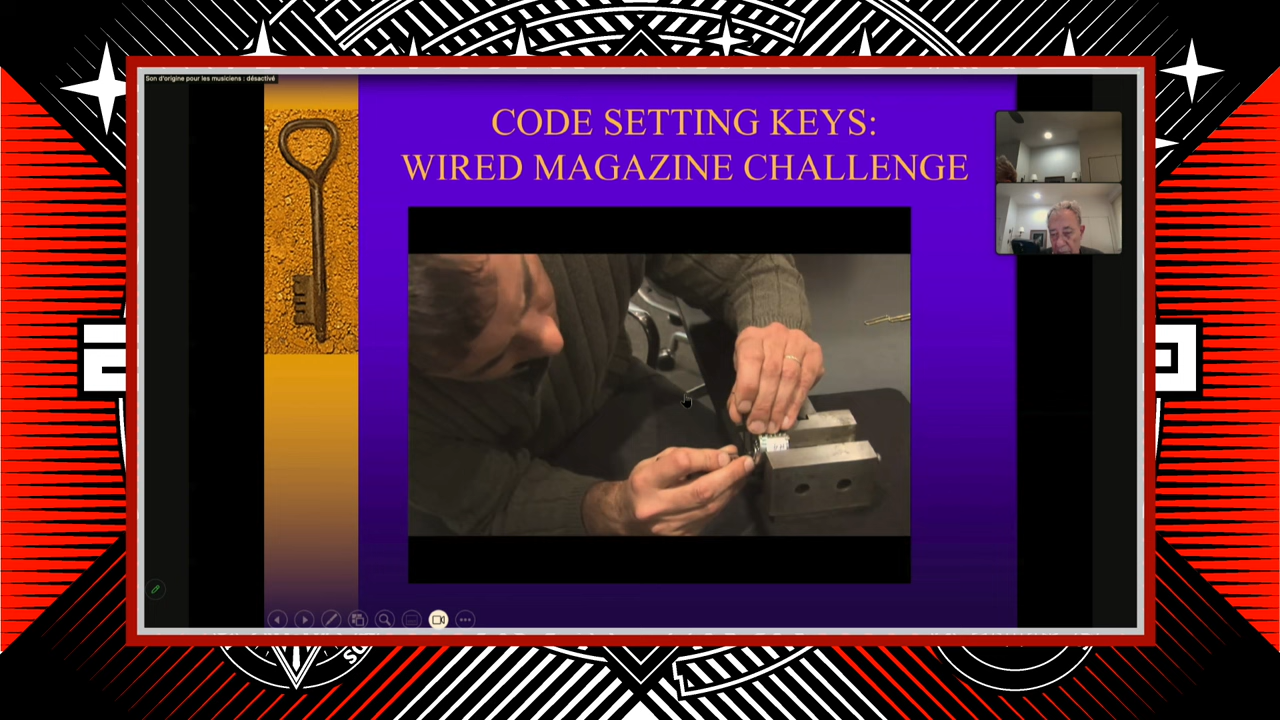 Son d'origine pour les musiciens : désactivé
CODE SETTING KEYS:
WIRED MAGAZINE CHALLENGE